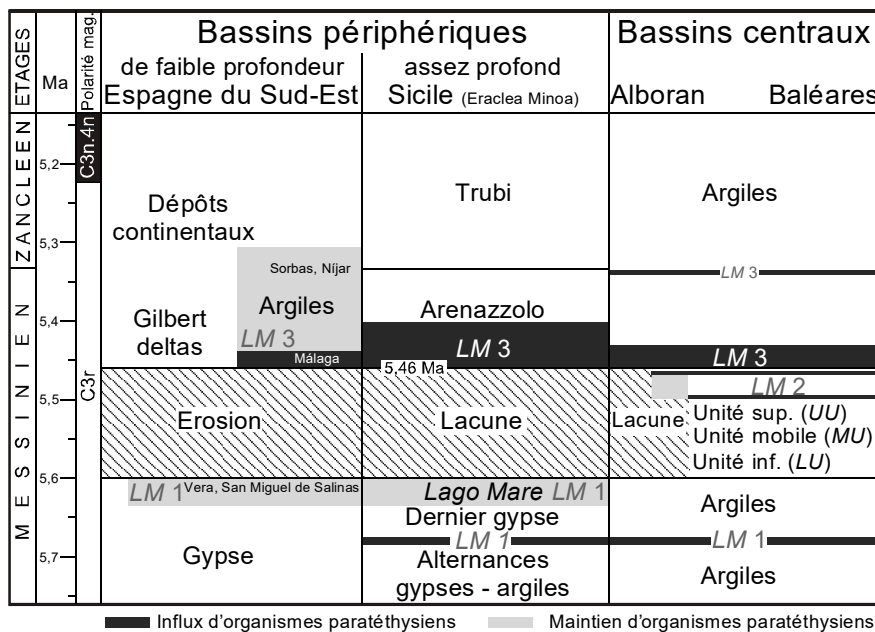 ETAGES
Ma
Polarité mag.
Bassins périphériques
Bassins centraux
de faible profondeur
Espagne du Sud-Est
assez profond
Sicile (Eraclea Minoa)
Alboran Baléares
ZANCLEEN
MESSINIEN
5,2
5,3
5,4
5,5
5,6
5,7
C3n.4n
C3r
Dépôts
continentaux
Sorbas, Níjar
Argiles
Gilbert
deltas
LM 3
Málaga
Trubi
Arenazzolo
LM 3
5,46 Ma
Argiles
LM 3
LM 3
LM 2
Erosion
Lacune
Lacune
Unité sup. (UU)
Unité mobile (MU)
Unité inf. (LU)
LM 1 Vera, San Miguel de Salinas
Lago Mare LM 1
Dernier gypse
LM 1
Gypse
Alternances
gypses - argiles
Argiles
LM 1
Argiles
Influx d'organismes paratéthysiens
Maintien d'organismes paratéthysiens